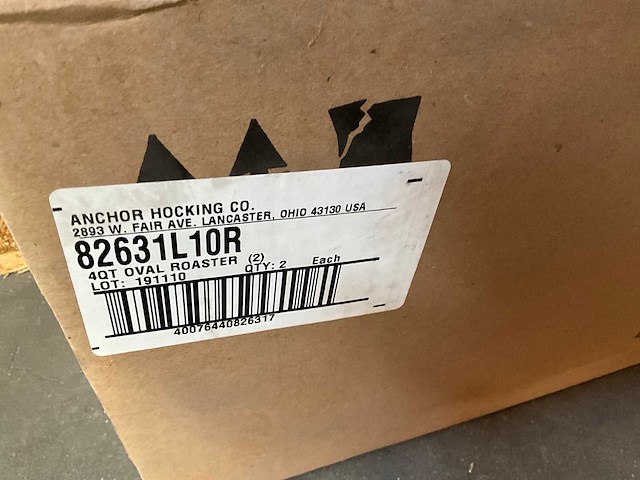 ANCHOR HOCKING CO.
2893 W. FAIR AVE. LANCASTER, OHIO 43130 USA
82631L10R
4QT OVAL ROASTER (2)
LOT: 191110 QTY: 2 Each
40076440826317